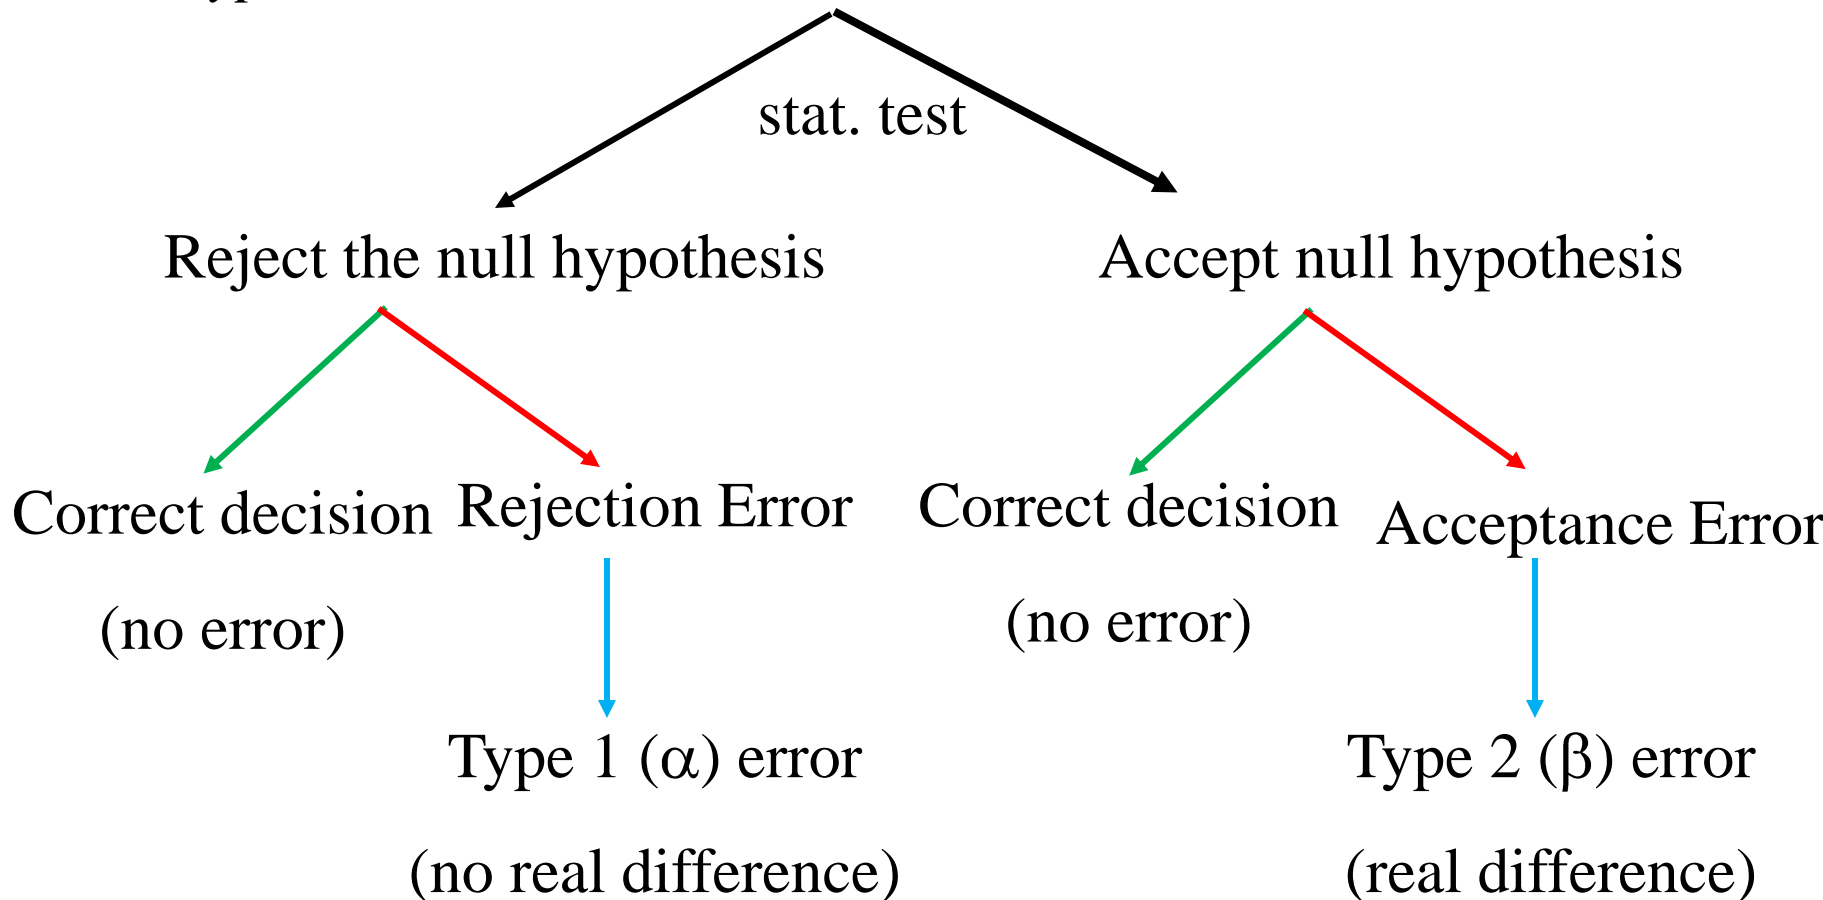 stat. test
Reject the null hypothesis
Accept null hypothesis
Correct decision
Rejection Error
Correct decision
Acceptance Error
(no error)
(no error)
Type 1 (α) error
Type 2 (β) error
(no real difference)
(real difference)